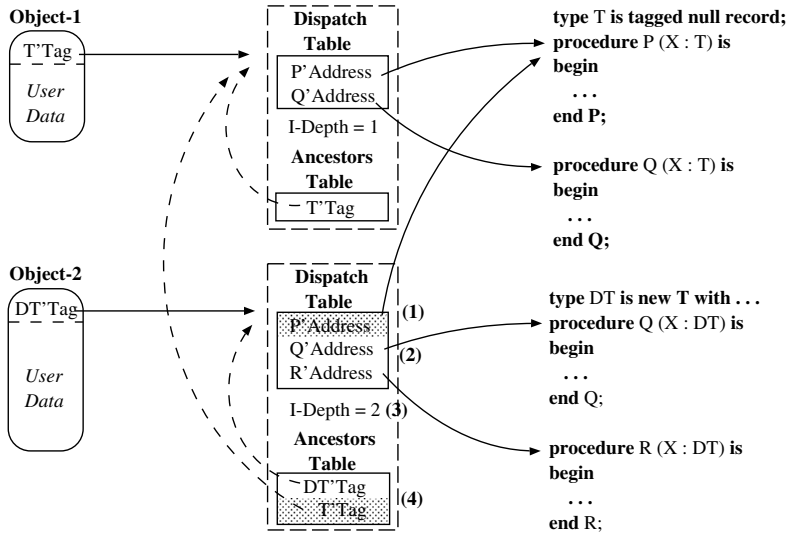 Object-1
T'Tag
User
Data
Dispatch
Table
P'Address
Q'Address
I-Depth = 1
Ancestors
Table
T'Tag
type T is tagged null record;
procedure P (X : T) is
begin
. . .
end P;
procedure Q (X : T) is
begin
. . .
end Q;
Object-2
DT'Tag
User
Data
Dispatch
Table
P'Address (1)
Q'Address (2)
R'Address
I-Depth = 2 (3)
Ancestors
Table
DT'Tag
T'Tag (4)
type DT is new T with . . .
procedure Q (X : DT) is
begin
. . .
end Q;
procedure R (X : DT) is
begin
. . .
end R;